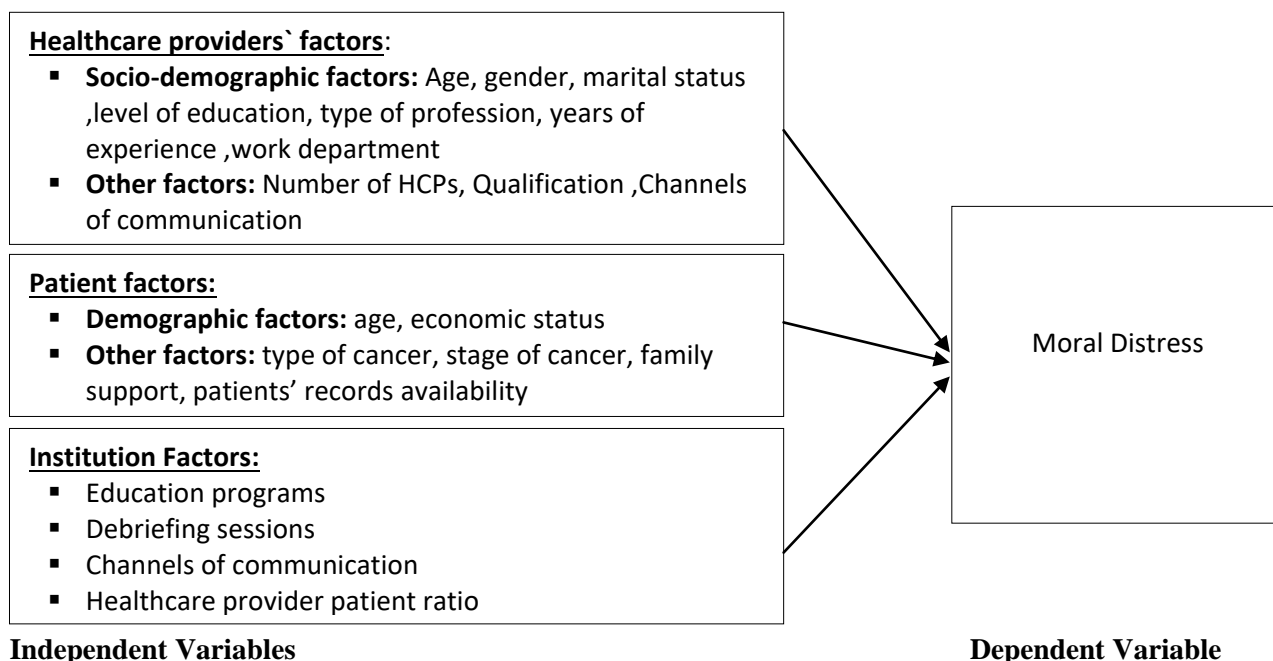 Healthcare providers` factors:
▪ Socio-demographic factors: Age, gender, marital status
,level of education, type of profession, years of
experience ,work department
▪ Other factors: Number of HCPs, Qualification ,Channels
of communication
Patient factors:
▪ Demographic factors: age, economic status
▪ Other factors: type of cancer, stage of cancer, family
support, patients’ records availability
Institution Factors:
▪ Education programs
▪ Debriefing sessions
▪ Channels of communication
▪ Healthcare provider patient ratio
Moral Distress
Independent Variables
Dependent Variable